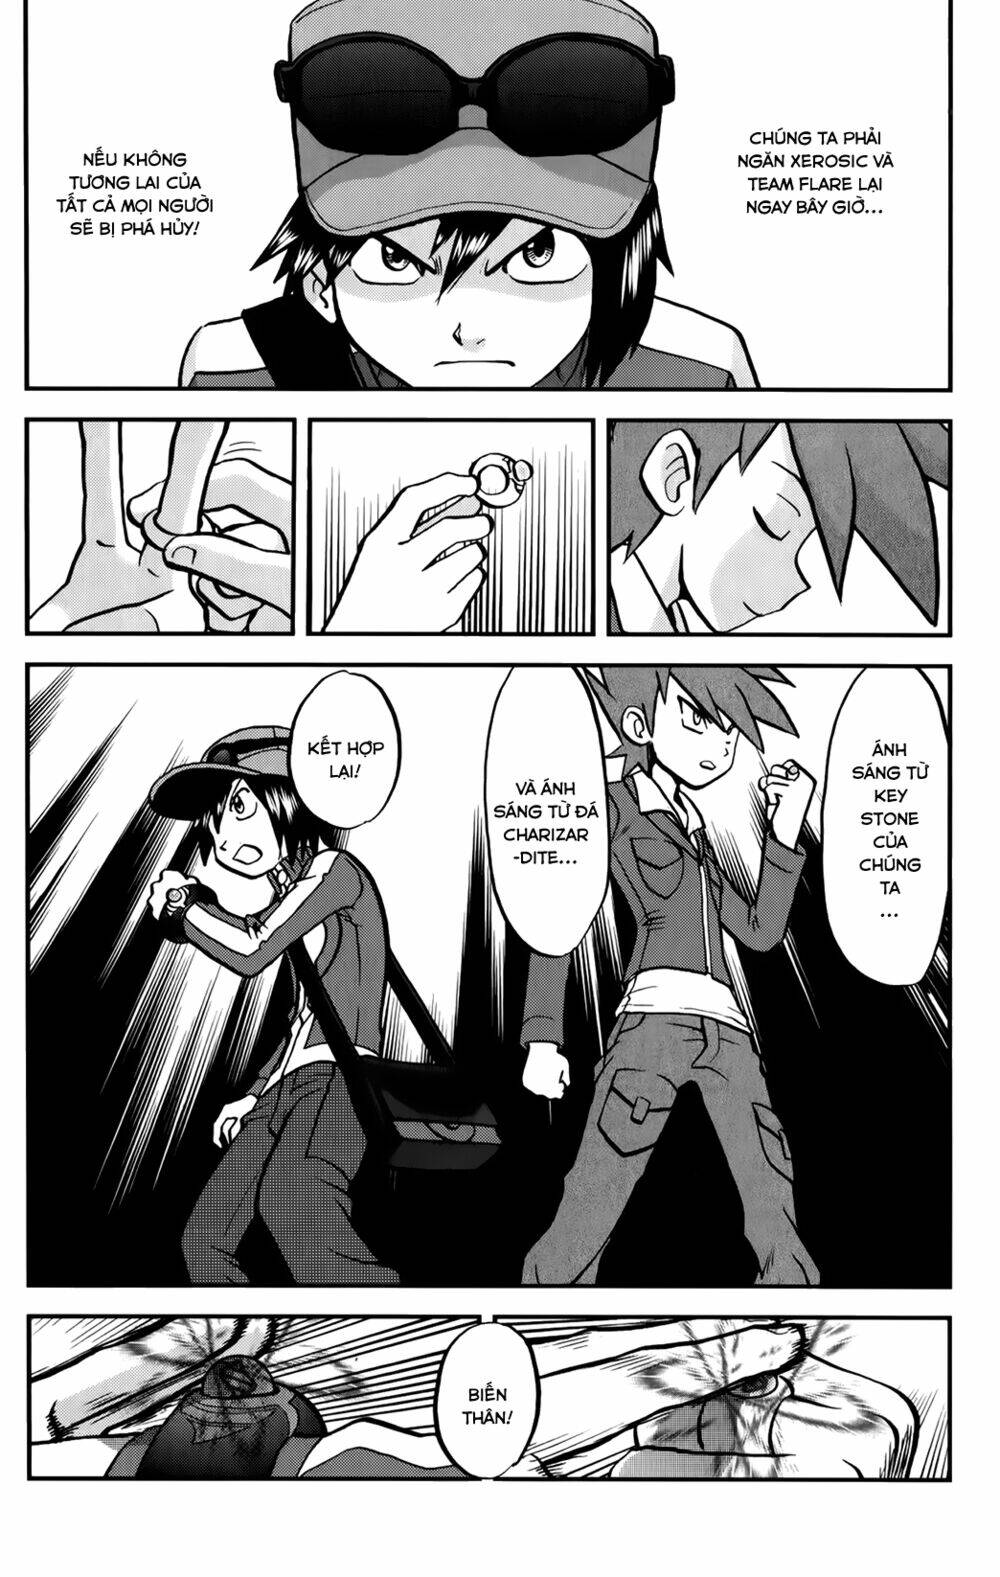 CHÚNG TA PHẢI
NGĂN XEROSIC VÀ
TEAM FLARE LẠI
NGAY BÂY GIỜ...
NẾU KHÔNG
TƯƠNG LAI CỦA
TẤT CẢ MỌI NGƯỜI
SẼ BỊ PHÁ HỦY!
ÁNH
SÁNG TỪ
KEY
STONE
CỦA
CHÚNG
TA
...
VÀ ÁNH
SÁNG TỪ ĐÁ
CHARIZAR
-DITE...
KẾT HỢP
LẠI!
BIẾN
THÂN!